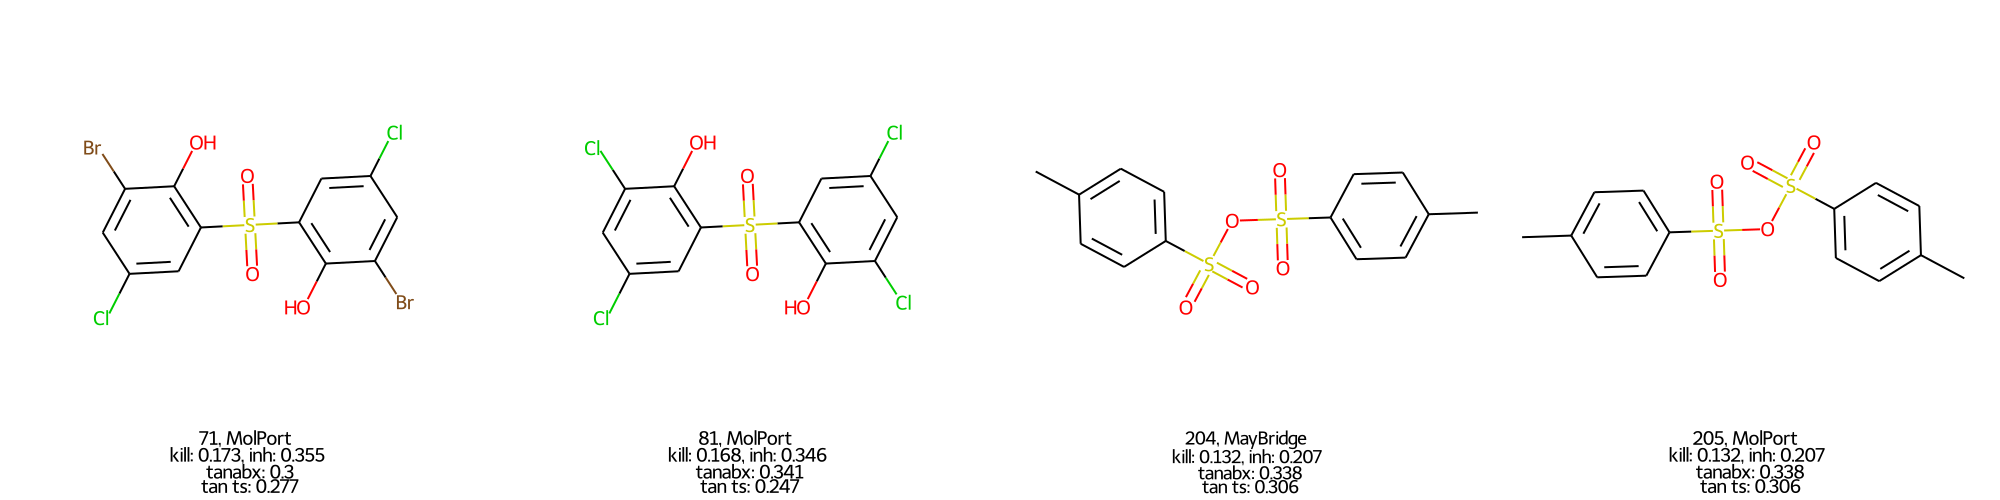 Br
OH
Cl
O
S
O
Cl
HO
Br
Cl
OH
Cl
O
S
O
Cl
HO
Cl
O
O
S
S
O
O
O
O
O
O
S
S
O
O
71, MolPort
kill: 0.173, inh: 0.355
tanabx: 0.3
tan ts: 0.277
81, MolPort
kill: 0.168, inh: 0.346
tanabx: 0.341
tan ts: 0.247
204, MayBridge
kill: 0.132, inh: 0.207
tanabx: 0.338
tan ts: 0.306
205, MolPort
kill: 0.132, inh: 0.207
tanabx: 0.338
tan ts: 0.306